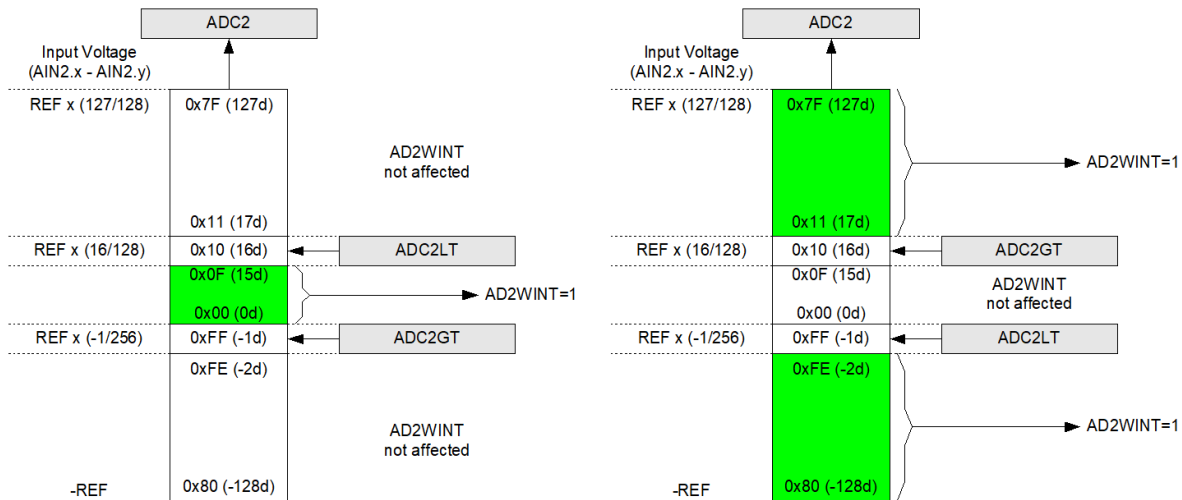 ADC2
Input Voltage
(AIN2.x - AIN2.y)
REF x (127/128)
0x7F (127d)
AD2WINT
not affected
0x11 (17d)
REF x (16/128)
0x10 (16d)
ADC2LT
0x0F (15d)
AD2WINT=1
0x00 (0d)
REF x (-1/256)
0xFF (-1d)
ADC2GT
0xFE (-2d)
AD2WINT
not affected
-REF
0x80 (-128d)
ADC2
Input Voltage
(AIN2.x - AIN2.y)
REF x (127/128)
0x7F (127d)
AD2WINT=1
0x11 (17d)
REF x (16/128)
0x10 (16d)
ADC2GT
0x0F (15d)
AD2WINT
not affected
0x00 (0d)
REF x (-1/256)
0xFF (-1d)
ADC2LT
0xFE (-2d)
AD2WINT=1
-REF
0x80 (-128d)